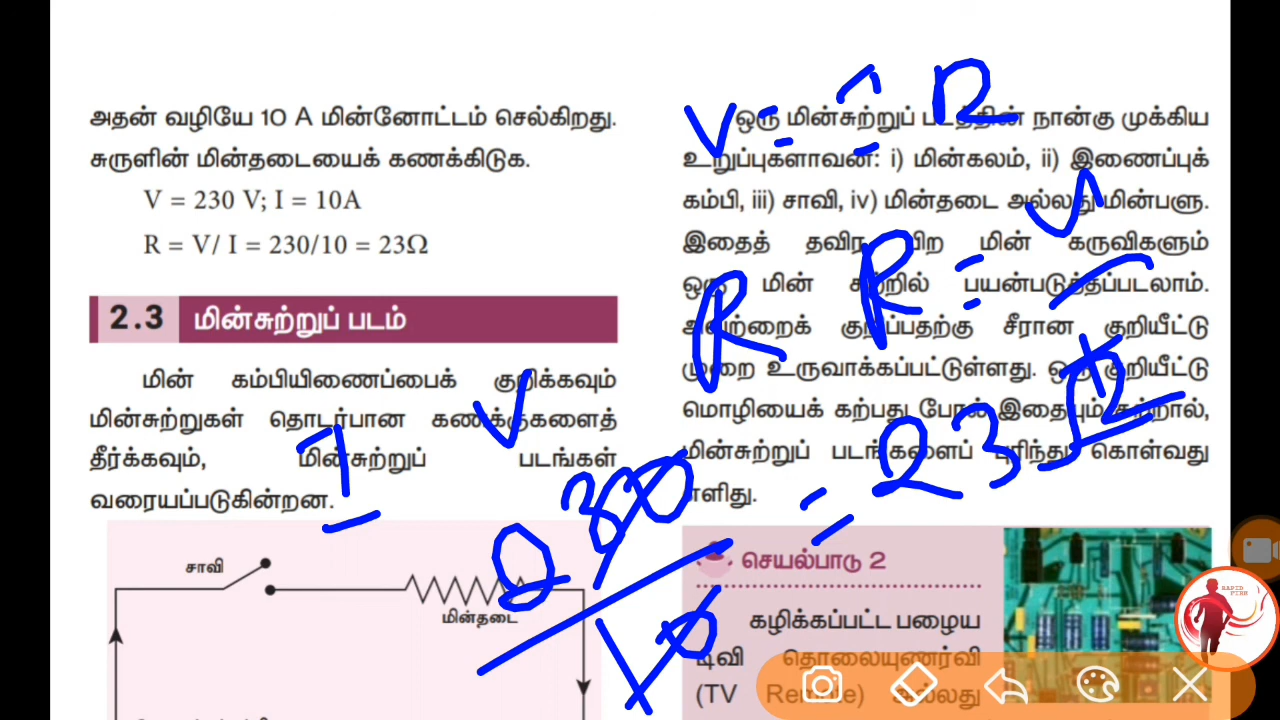 அதன் வழியே 10 A மின்னோட்டம் செல்கிறது.
சுருளின் மின்தடையைக் கணக்கிடுக.
V = 230 V; I = 10A
R = V/ I = 230/10 = 23Ω
2.3 மின்சுற்றுப் படம்
மின் கம்பியிணைப்பைக் குறிக்கவும்
மின்சுற்றுகள் தொடர்பான கணக்குகளைத்
தீர்க்கவும், மின்சுற்றுப் படங்கள்
வரையப்படுகின்றன.
சாவி
மின்தடை
ஒரு மின்சுற்றுப் படத்தின் நான்கு முக்கிய
உறுப்புகளாவன: i) மின்கலம், ii) இணைப்புக்
கம்பி, iii) சாவி, iv) மின்தடை அல்லது மின்பளு.
இதைத் தவிர பிற மின் கருவிகளும்
ஒரு மின் சுற்றில் பயன்படுத்தப்படலாம்.
அவற்றைக் குறிப்பதற்கு சீரான குறியீட்டு
முறை உருவாக்கப்பட்டுள்ளது. ஒரு குறியீட்டு
மொழியைக் கற்பது போல் இதையும் கற்றால்,
மின்சுற்றுப் படங்களைப் புரிந்து கொள்வது
எளிது.
செயல்பாடு 2
கழிக்கப்பட்ட பழைய
டிவி தொலையுணர்வி
(TV Remote) அல்லது
V = I R
R R = V
I V
230
10
= 23
RAPID
FIRE